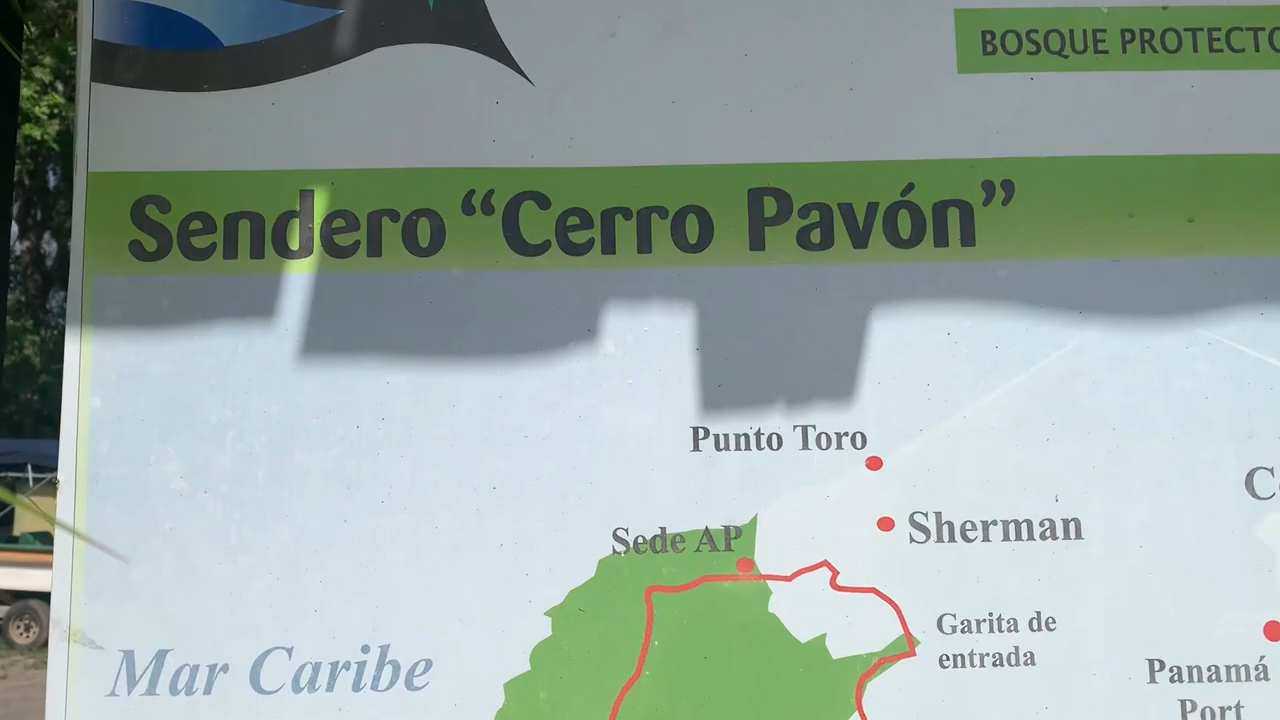 BOSQUE PROTECTO
Sendero “Cerro Pavón”
Punto Toro
Sede AP
Sherman
Garita de
entrada
Mar Caribe
Panamá
Port